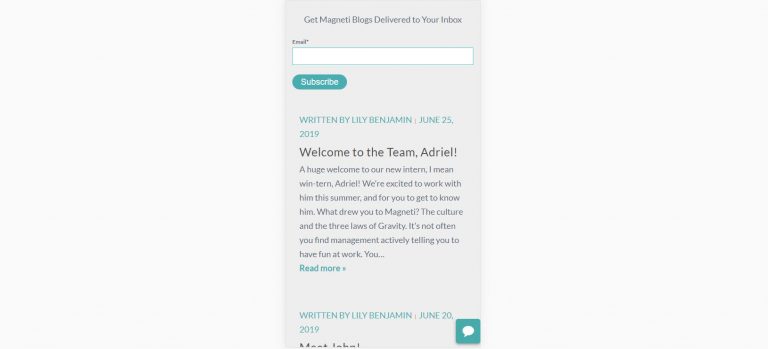 Get Magneti Blogs Delivered to Your Inbox
Email*
Subscribe
WRITTEN BY LILY BENJAMIN | JUNE 25,
2019
Welcome to the Team, Adriel!
A huge welcome to our new intern, I mean
win-tern, Adriel! We're excited to work with
him this summer, and for you to get to know
him. What drew you to Magneti? The culture
and the three laws of Gravity. It's not often
you find management actively telling you to
have fun at work. You...
Read more »
WRITTEN BY LILY BENJAMIN | JUNE 20,
2019
Meet John!